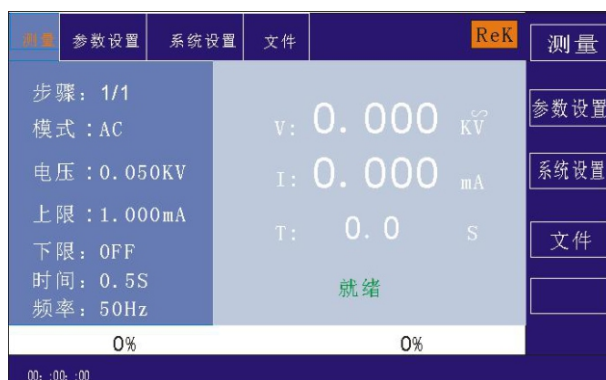 测量 参数设置 系统设置 文件 ReK
测量
步骤: 1/1
模式 :AC
电压 :0.050KV
上限 :1.000mA
下限: OFF
时间: 0.5S
频率: 50Hz
V: 0.000 KV
I: 0.000 mA
T: 0.0 S
就绪
参数设置
系统设置
文件
0% 0%
00: :00: :00